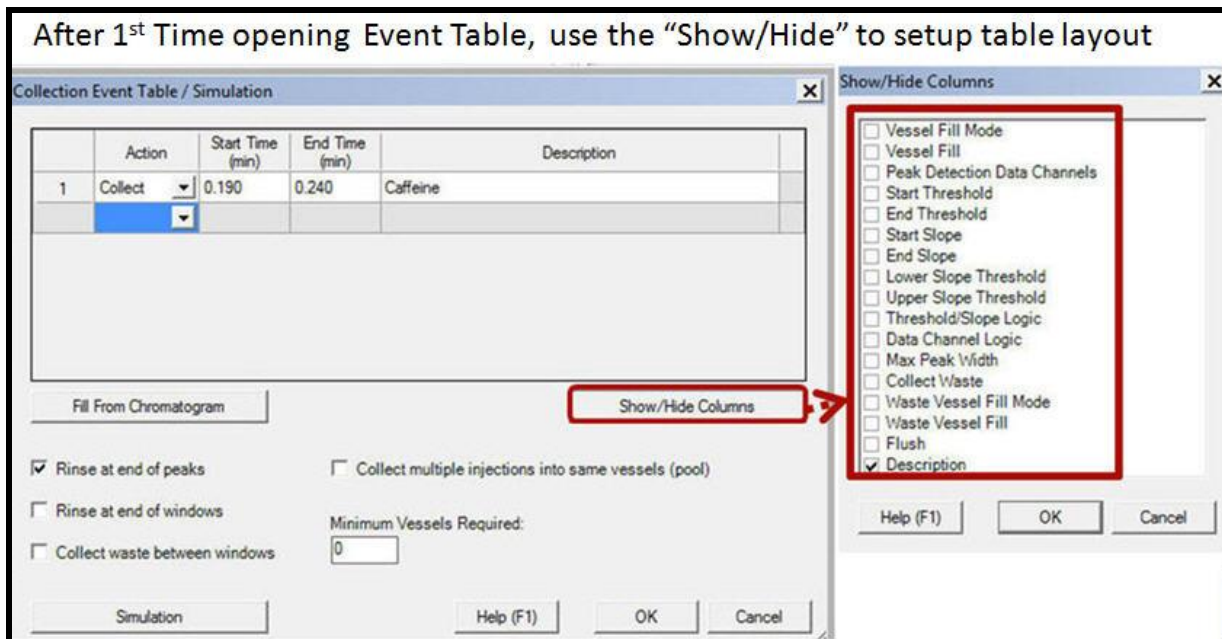 After 1st Time opening Event Table, use the “Show/Hide” to setup table layout
Collection Event Table / Simulation
Action Start Time (min) End Time (min) Description
1 Collect 0.190 0.240 Caffeine
Fill From Chromatogram
Show/Hide Columns
Rinse at end of peaks
Collect multiple injections into same vessels (pool)
Rinse at end of windows
Minimum Vessels Required:
Collect waste between windows
0
Simulation
Help (F1)
OK
Cancel
Show/Hide Columns
Vessel Fill Mode
Vessel Fill
Peak Detection Data Channels
Start Threshold
End Threshold
Start Slope
End Slope
Lower Slope Threshold
Upper Slope Threshold
Threshold/Slope Logic
Data Channel Logic
Max Peak Width
Collect Waste
Waste Vessel Fill Mode
Waste Vessel Fill
Flush
Description
Help (F1)
OK
Cancel